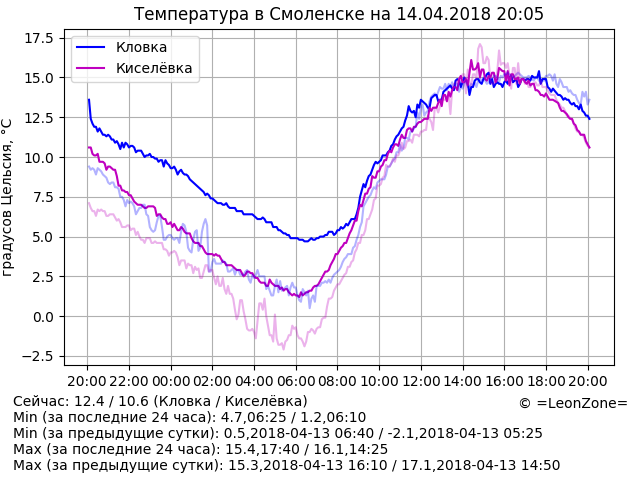 Температура в Смоленске на 14.04.2018 20:05
17.5
15.0
12.5
10.0
7.5
5.0
2.5
0.0
−2.5
градусов Цельсия, °C
Кловка
Киселёвка
20:00 22:00 00:00 02:00 04:00 06:00 08:00 10:00 12:00 14:00 16:00 18:00 20:00
Сейчас: 12.4 / 10.6 (Кловка / Киселёвка)
© =LeonZone=
Min (за последние 24 часа): 4.7,06:25 / 1.2,06:10
Min (за предыдущие сутки): 0.5,2018-04-13 06:40 / -2.1,2018-04-13 05:25
Max (за последние 24 часа): 15.4,17:40 / 16.1,14:25
Max (за предыдущие сутки): 15.3,2018-04-13 16:10 / 17.1,2018-04-13 14:50